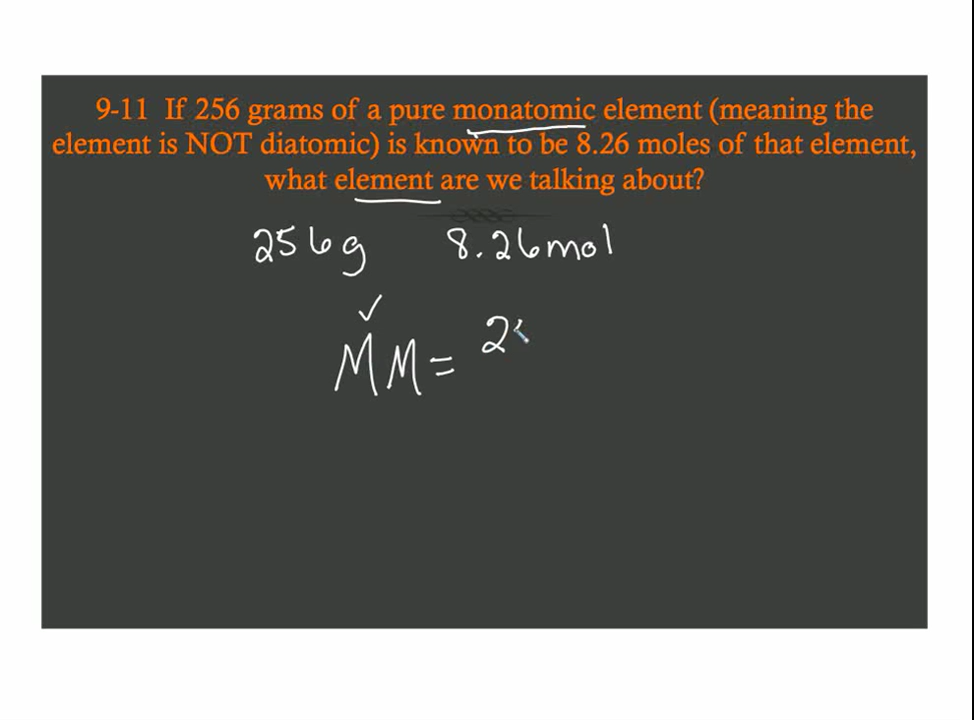 9-11 If 256 grams of a pure monatomic element (meaning the
element is NOT diatomic) is known to be 8.26 moles of that element,
what element are we talking about?
256g 8.26mol
MM= 2